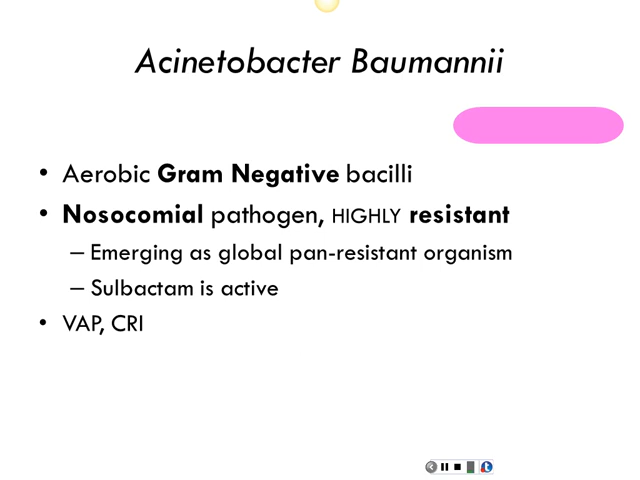 Acinetobacter Baumannii
• Aerobic Gram Negative bacilli
• Nosocomial pathogen, HIGHLY resistant
– Emerging as global pan-resistant organism
– Sulbactam is active
• VAP, CRI